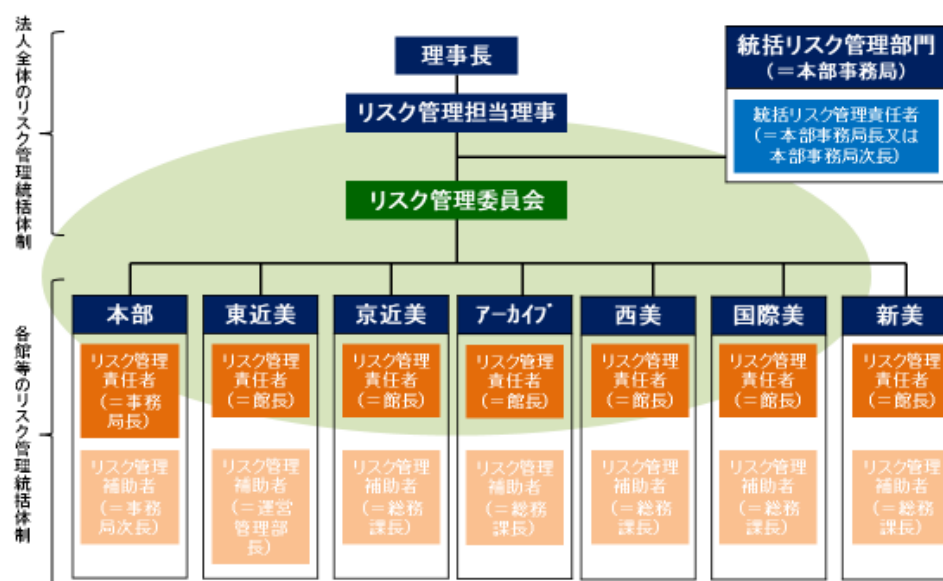 法人全体のリスク管理統括体制
理事長
リスク管理担当理事
リスク管理委員会
統括リスク管理部門
(=本部事務局)
統括リスク管理責任者
(=本部事務局長又は
本部事務局次長)
各館等のリスク管理統括体制
本部
リスク管理
責任者
(=事務
局長)
リスク管理
補助者
(=事務
局次長)
東近美
リスク管理
責任者
(=館長)
リスク管理
補助者
(=運営
管理部
長)
京近美
リスク管理
責任者
(=館長)
リスク管理
補助者
(=総務
課長)
アーカイブ
リスク管理
責任者
(=館長)
リスク管理
補助者
(=総務
課長)
西美
リスク管理
責任者
(=館長)
リスク管理
補助者
(=総務
課長)
国際美
リスク管理
責任者
(=館長)
リスク管理
補助者
(=総務
課長)
新美
リスク管理
責任者
(=館長)
リスク管理
補助者
(=総務
課長)